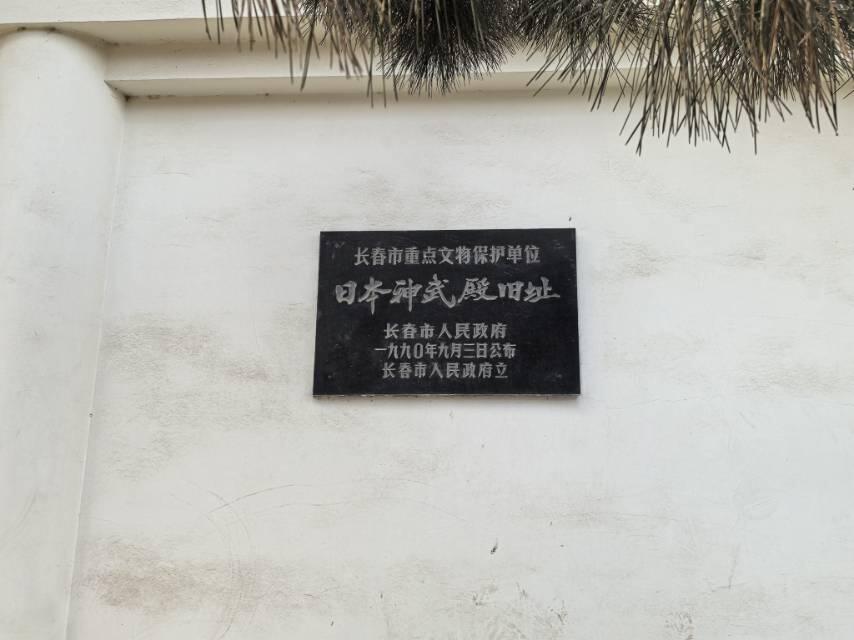 长春市重点文物保护单位
日本神武殿旧址
长春市人民政府
一九九〇年九月三日公布
长春市人民政府立